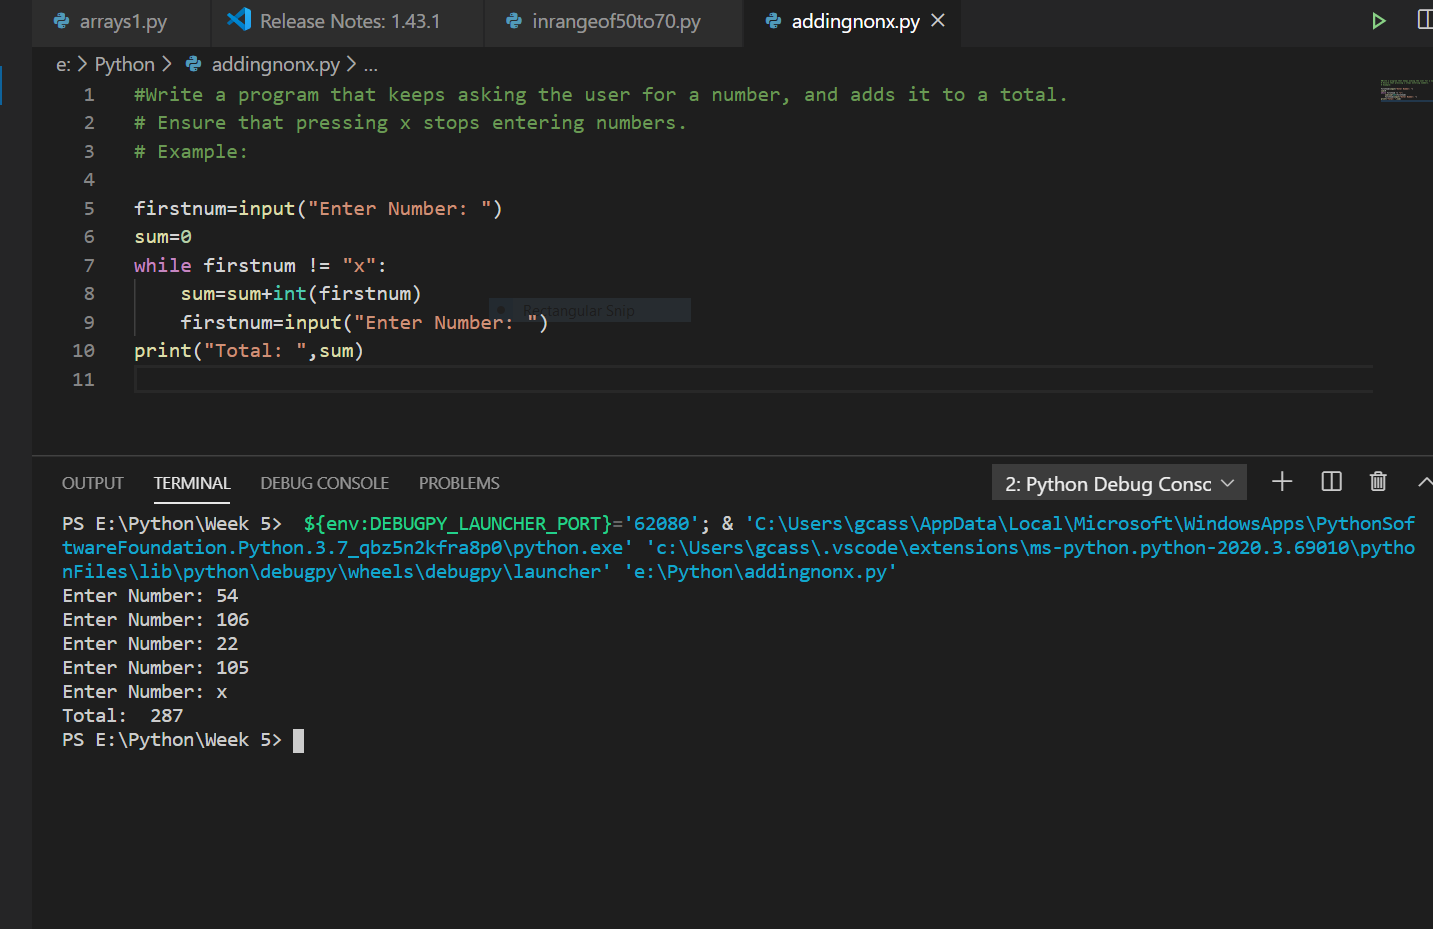 arrays1.py Release Notes: 1.43.1 inrangeof50to70.py addingnonx.py
e: > Python > addingnonx.py > ...
1 #Write a program that keeps asking the user for a number, and adds it to a total.
2 # Ensure that pressing x stops entering numbers.
3 # Example:
4
5 firstnum=input("Enter Number: ")
6 sum=0
7 while firstnum != "x":
8     sum=sum+int(firstnum)
Rectangular Snip
9     firstnum=input("Enter Number: ")
10 print("Total: ",sum)
11
OUTPUT TERMINAL DEBUG CONSOLE PROBLEMS 2: Python Debug Consc
PS E:\Python\Week 5>  ${env:DEBUGPY_LAUNCHER_PORT}='62080'; & 'C:\Users\gcass\AppData\Local\Microsoft\WindowsApps\PythonSof
twareFoundation.Python.3.7_qbz5n2kfra8p0\python.exe' 'c:\Users\gcass\.vscode\extensions\ms-python.python-2020.3.69010\pytho
nFiles\lib\python\debugpy\wheels\debugpy\launcher' 'e:\Python\addingnonx.py'
Enter Number: 54
Enter Number: 106
Enter Number: 22
Enter Number: 105
Enter Number: x
Total:  287
PS E:\Python\Week 5>